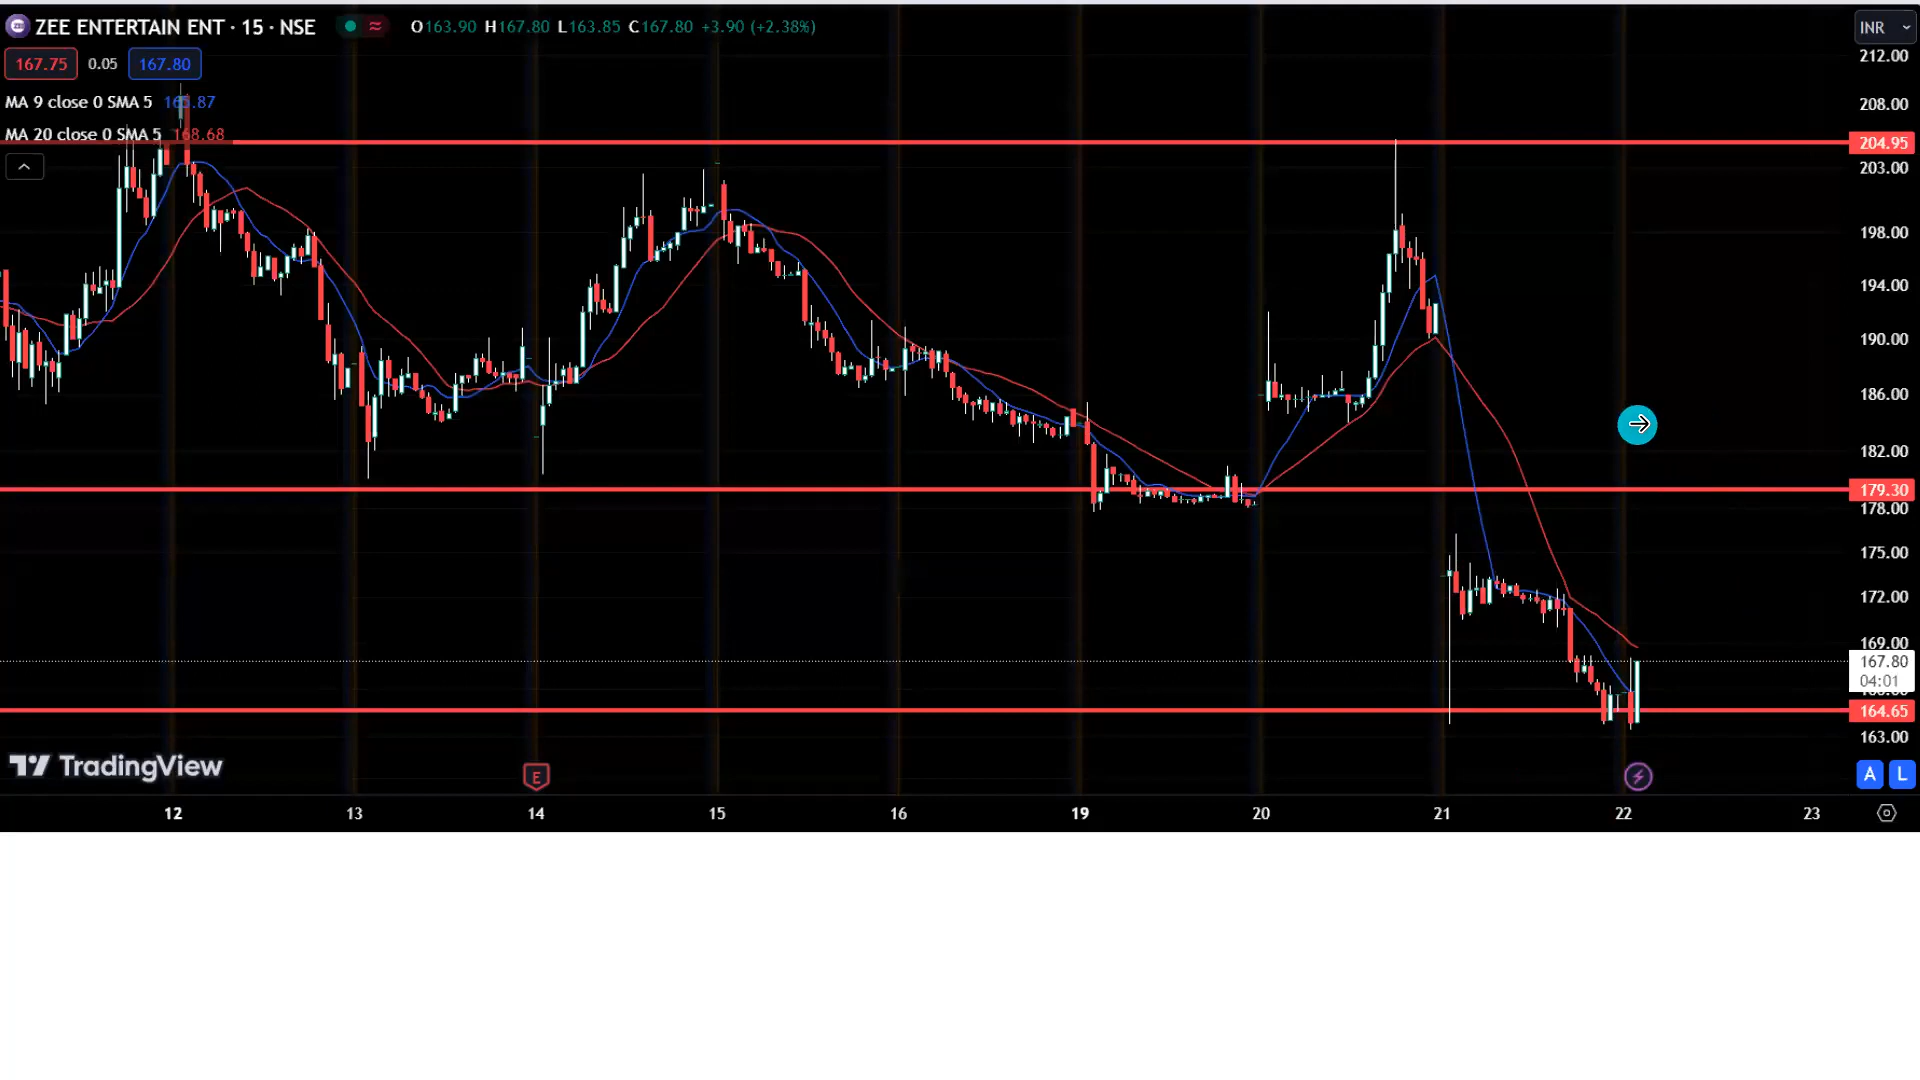 ZEE ENTERTAIN ENT · 15 · NSE O163.90 H167.80 L163.85 C167.80 +3.90 (+2.38%) INR
167.75 0.05 167.80
MA 9 close 0 SMA 5
MA 20 close 0 SMA 5 168.68
212.00
208.00
204.95
203.00
198.00
194.00
190.00
186.00
182.00
179.30
178.00
175.00
172.00
169.00
167.80
04:01
164.65
163.00
TradingView
E
A L
12 13 14 15 16 19 20 21 22 23